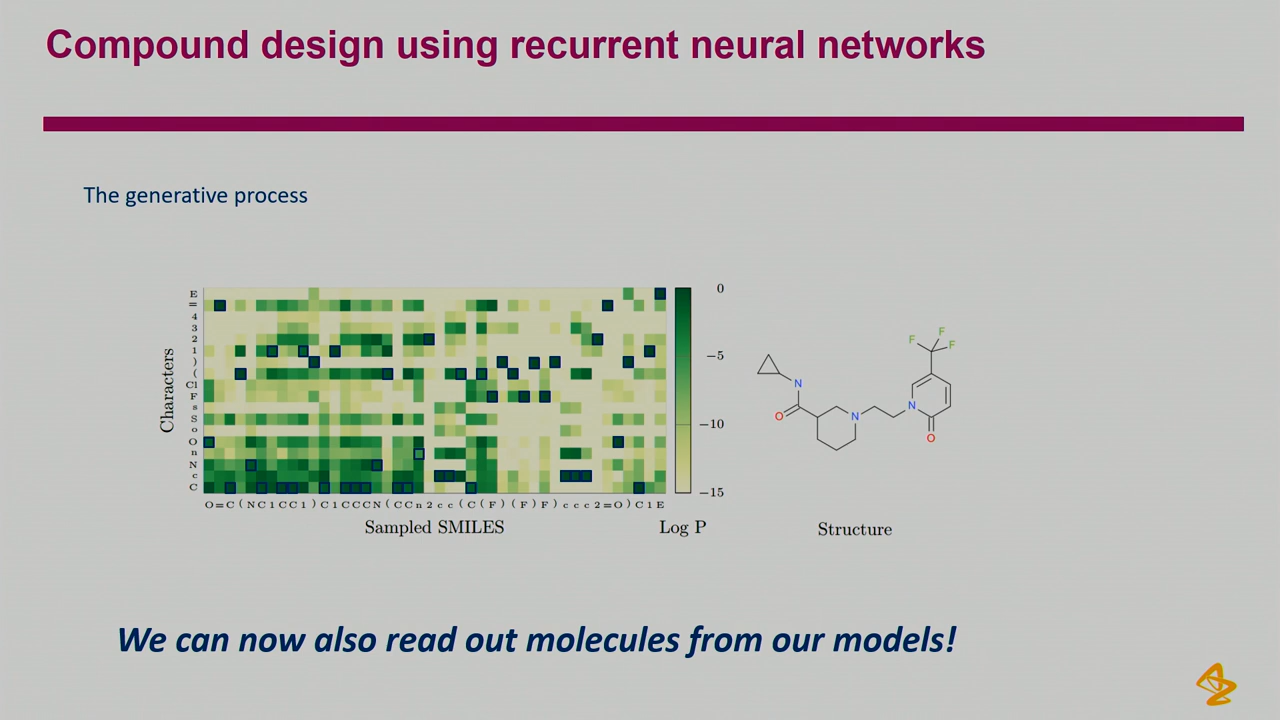 Compound design using recurrent neural networks
The generative process
Characters
E
=
4
3
2
1
)
(
Cl
F
s
S
o
O
n
N
c
C
O=C(NC1CC1)C1CCCN(CCn2cc(C(F)(F)F)ccc2=O)C1E
Sampled SMILES
0
−5
−10
−15
Log P
F
F
F
N
O
N
N
O
Structure
We can now also read out molecules from our models!